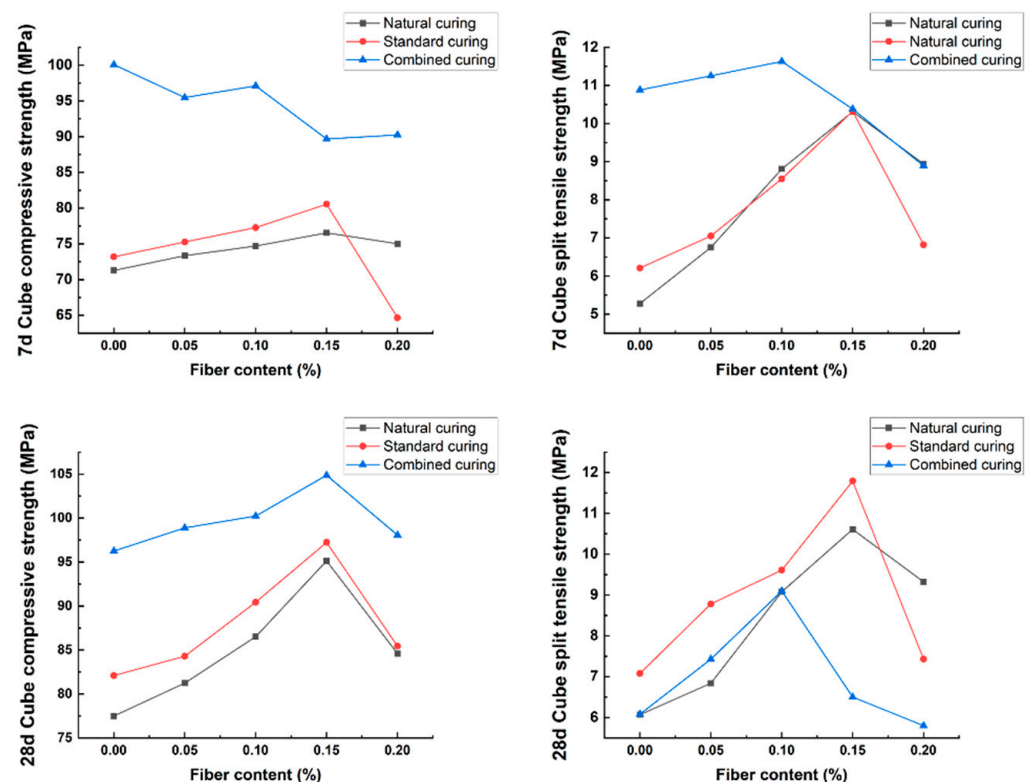 Natural curing
Standard curing
Combined curing
7d Cube compressive strength (MPa)
100
95
90
85
80
75
70
65
0.00 0.05 0.10 0.15 0.20
Fiber content (%)
Natural curing
Natural curing
Combined curing
7d Cube split tensile strength (MPa)
12
11
10
9
8
7
6
5
0.00 0.05 0.10 0.15 0.20
Fiber content (%)
Natural curing
Standard curing
Combined curing
28d Cube compressive strength (MPa)
105
100
95
90
85
80
75
0.00 0.05 0.10 0.15 0.20
Fiber content (%)
Natural curing
Standard curing
Combined curing
28d Cube split tensile strength (MPa)
12
11
10
9
8
7
6
0.00 0.05 0.10 0.15 0.20
Fiber content (%)